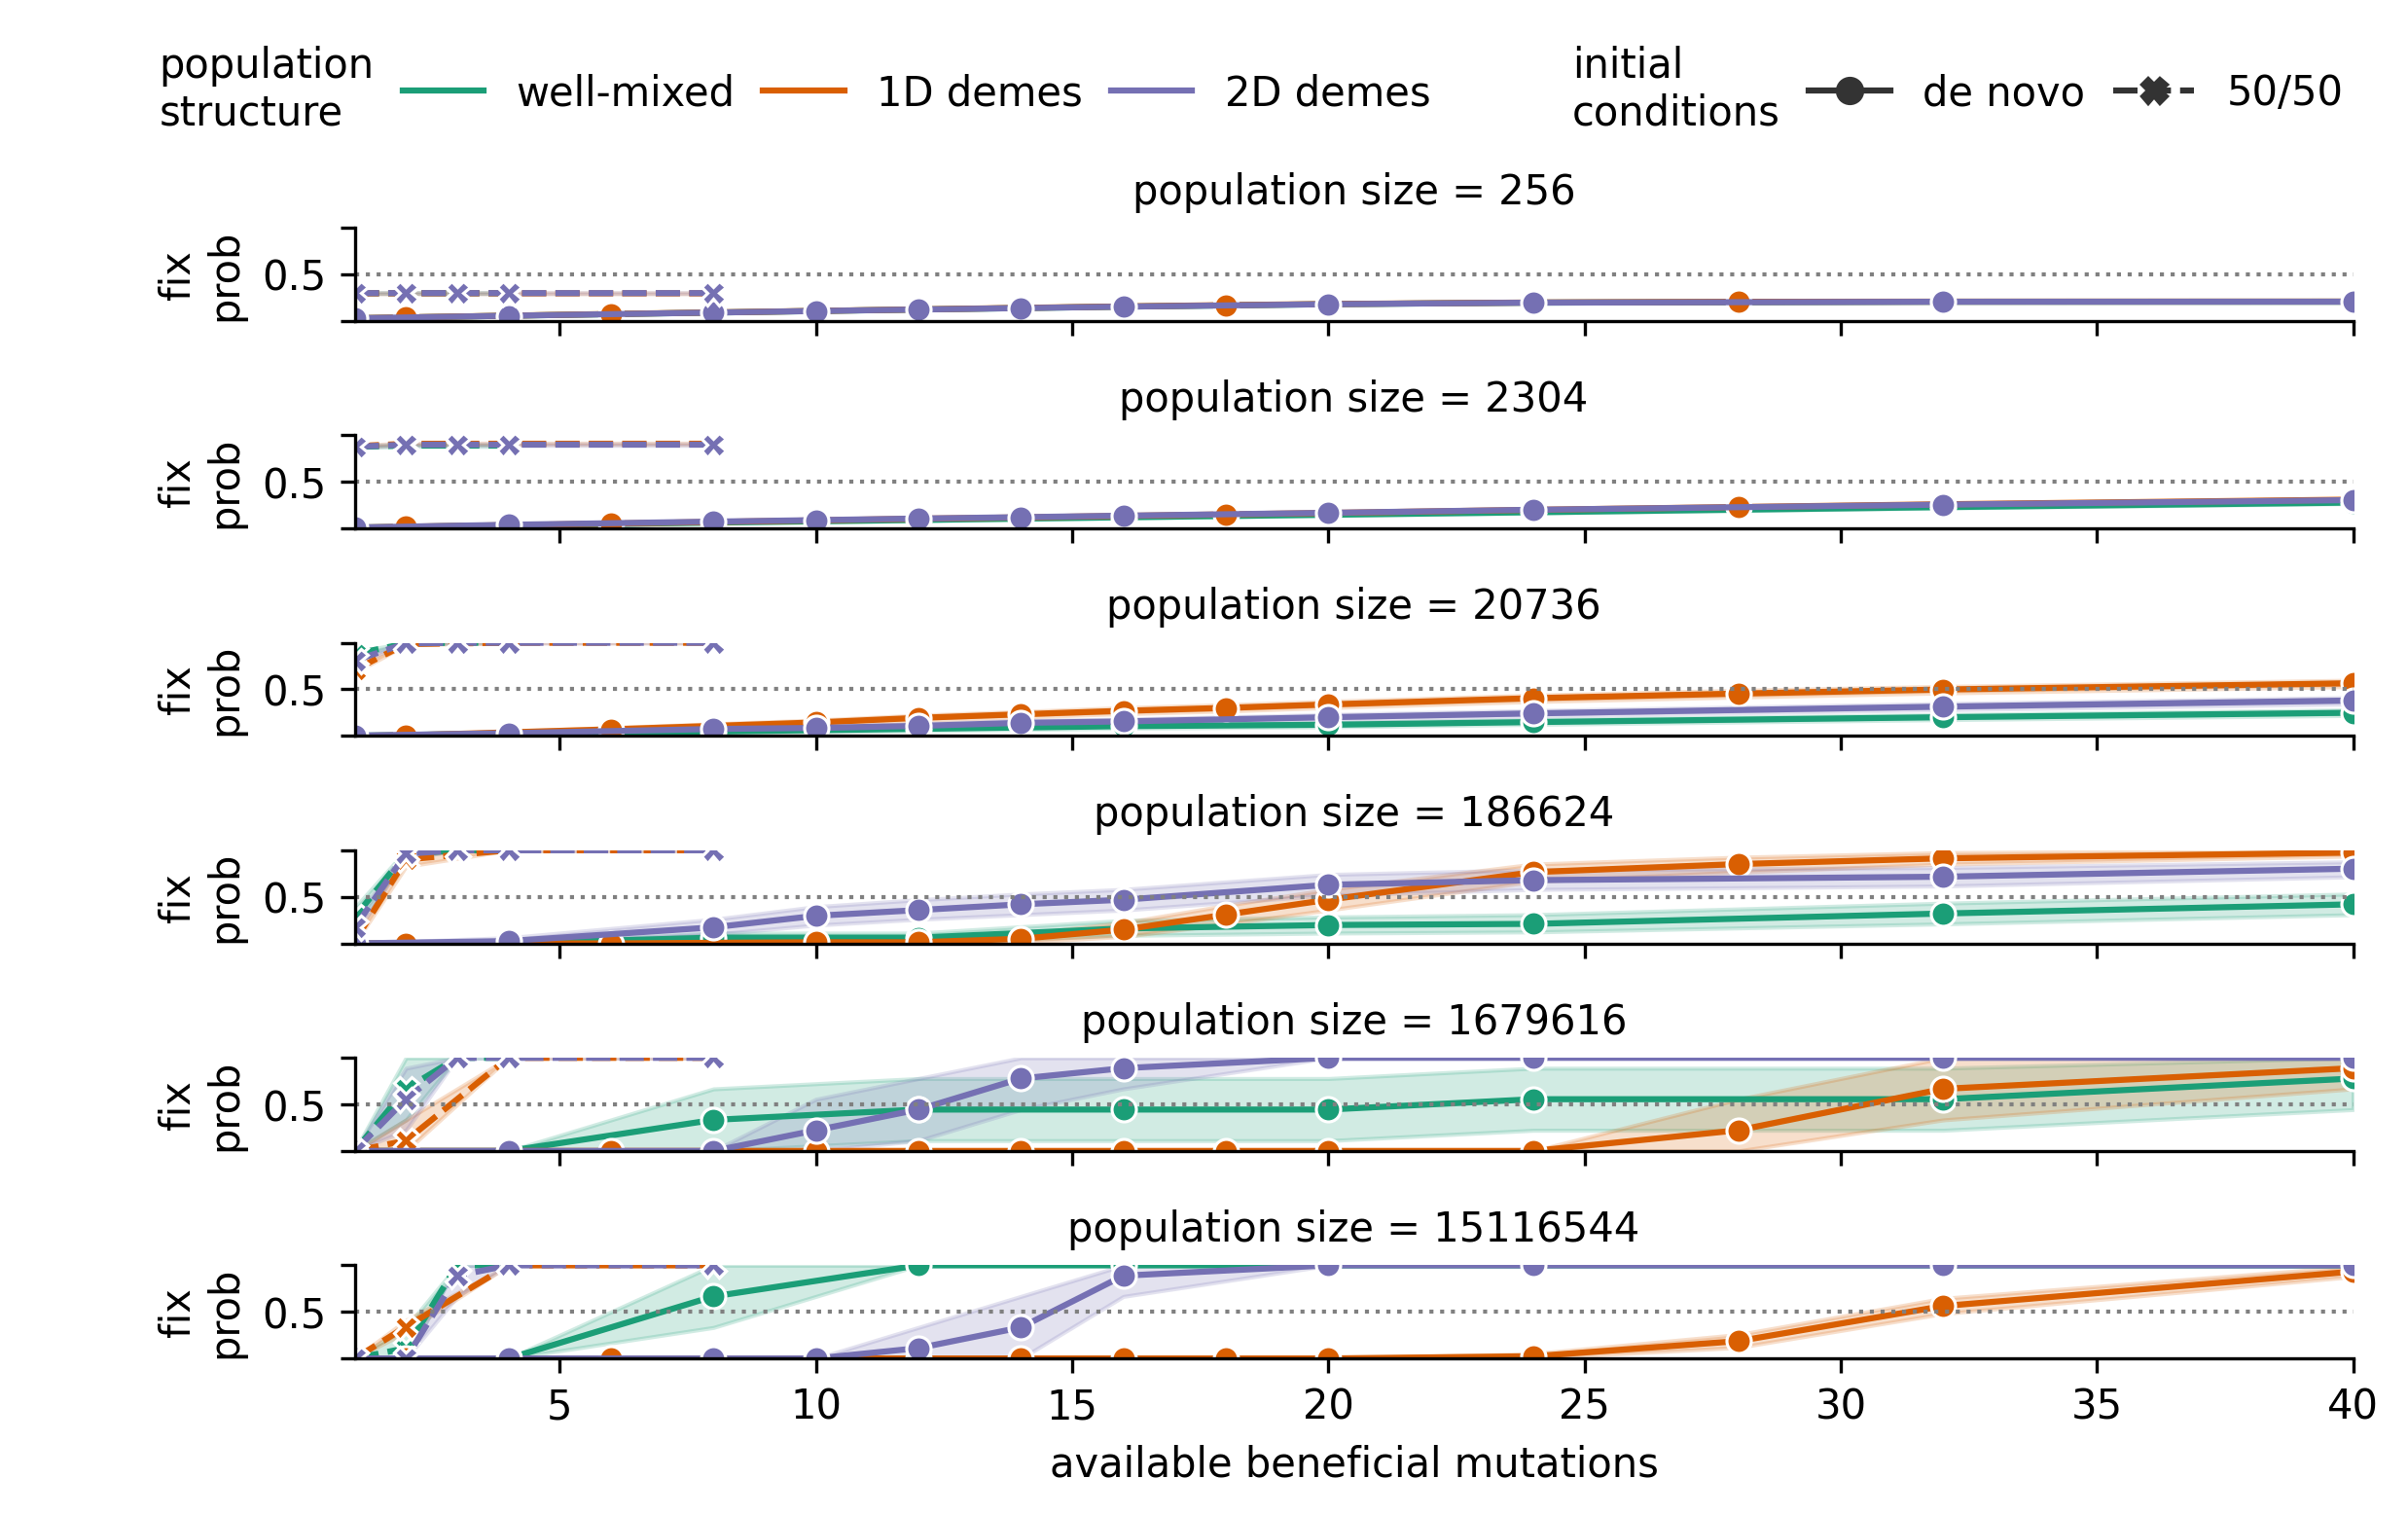 population
structure
well-mixed
1D demes
2D demes
initial
conditions
de novo
50/50
population size = 256
fix
prob
0.5
population size = 2304
fix
prob
0.5
population size = 20736
fix
prob
0.5
population size = 186624
fix
prob
0.5
population size = 1679616
fix
prob
0.5
population size = 15116544
fix
prob
0.5
5 10 15 20 25 30 35 40
available beneficial mutations